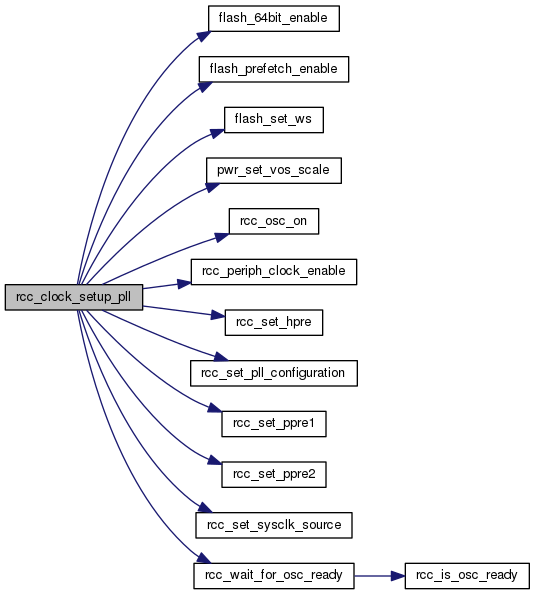 flash_64bit_enable
flash_prefetch_enable
flash_set_ws
pwr_set_vos_scale
rcc_osc_on
rcc_periph_clock_enable
rcc_clock_setup_pll
rcc_set_hpre
rcc_set_pll_configuration
rcc_set_ppre1
rcc_set_ppre2
rcc_set_sysclk_source
rcc_wait_for_osc_ready
rcc_is_osc_ready